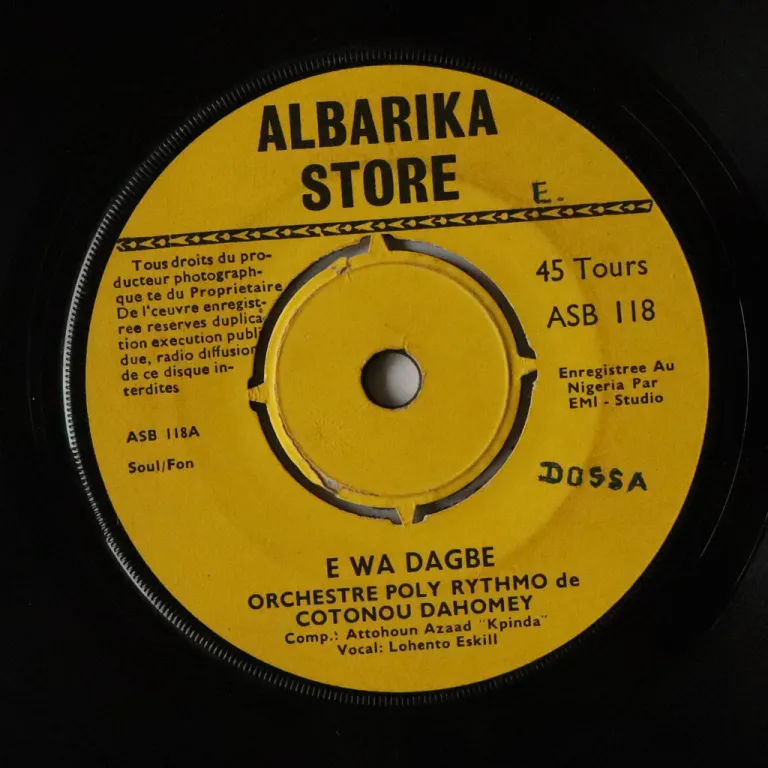 ALBARIKA
STORE
E.
Tous droits du pro-
ducteur photograph-
que te du Proprietaire
De l'œuvre enregist-
ree reserves duplica-
tion execution publi
due, radio diffusion
de ce disque in-
terdites
45 Tours
ASB 118
Enregistree Au
Nigeria Par
EMI - Studio
ASB 118A
Soul/Fon
DOSSA
E WA DAGBE
ORCHESTRE POLY RYTHMO de
COTONOU DAHOMEY
Comp.: Attohoun Azaad "Kpinda"
Vocal: Lohento Eskill